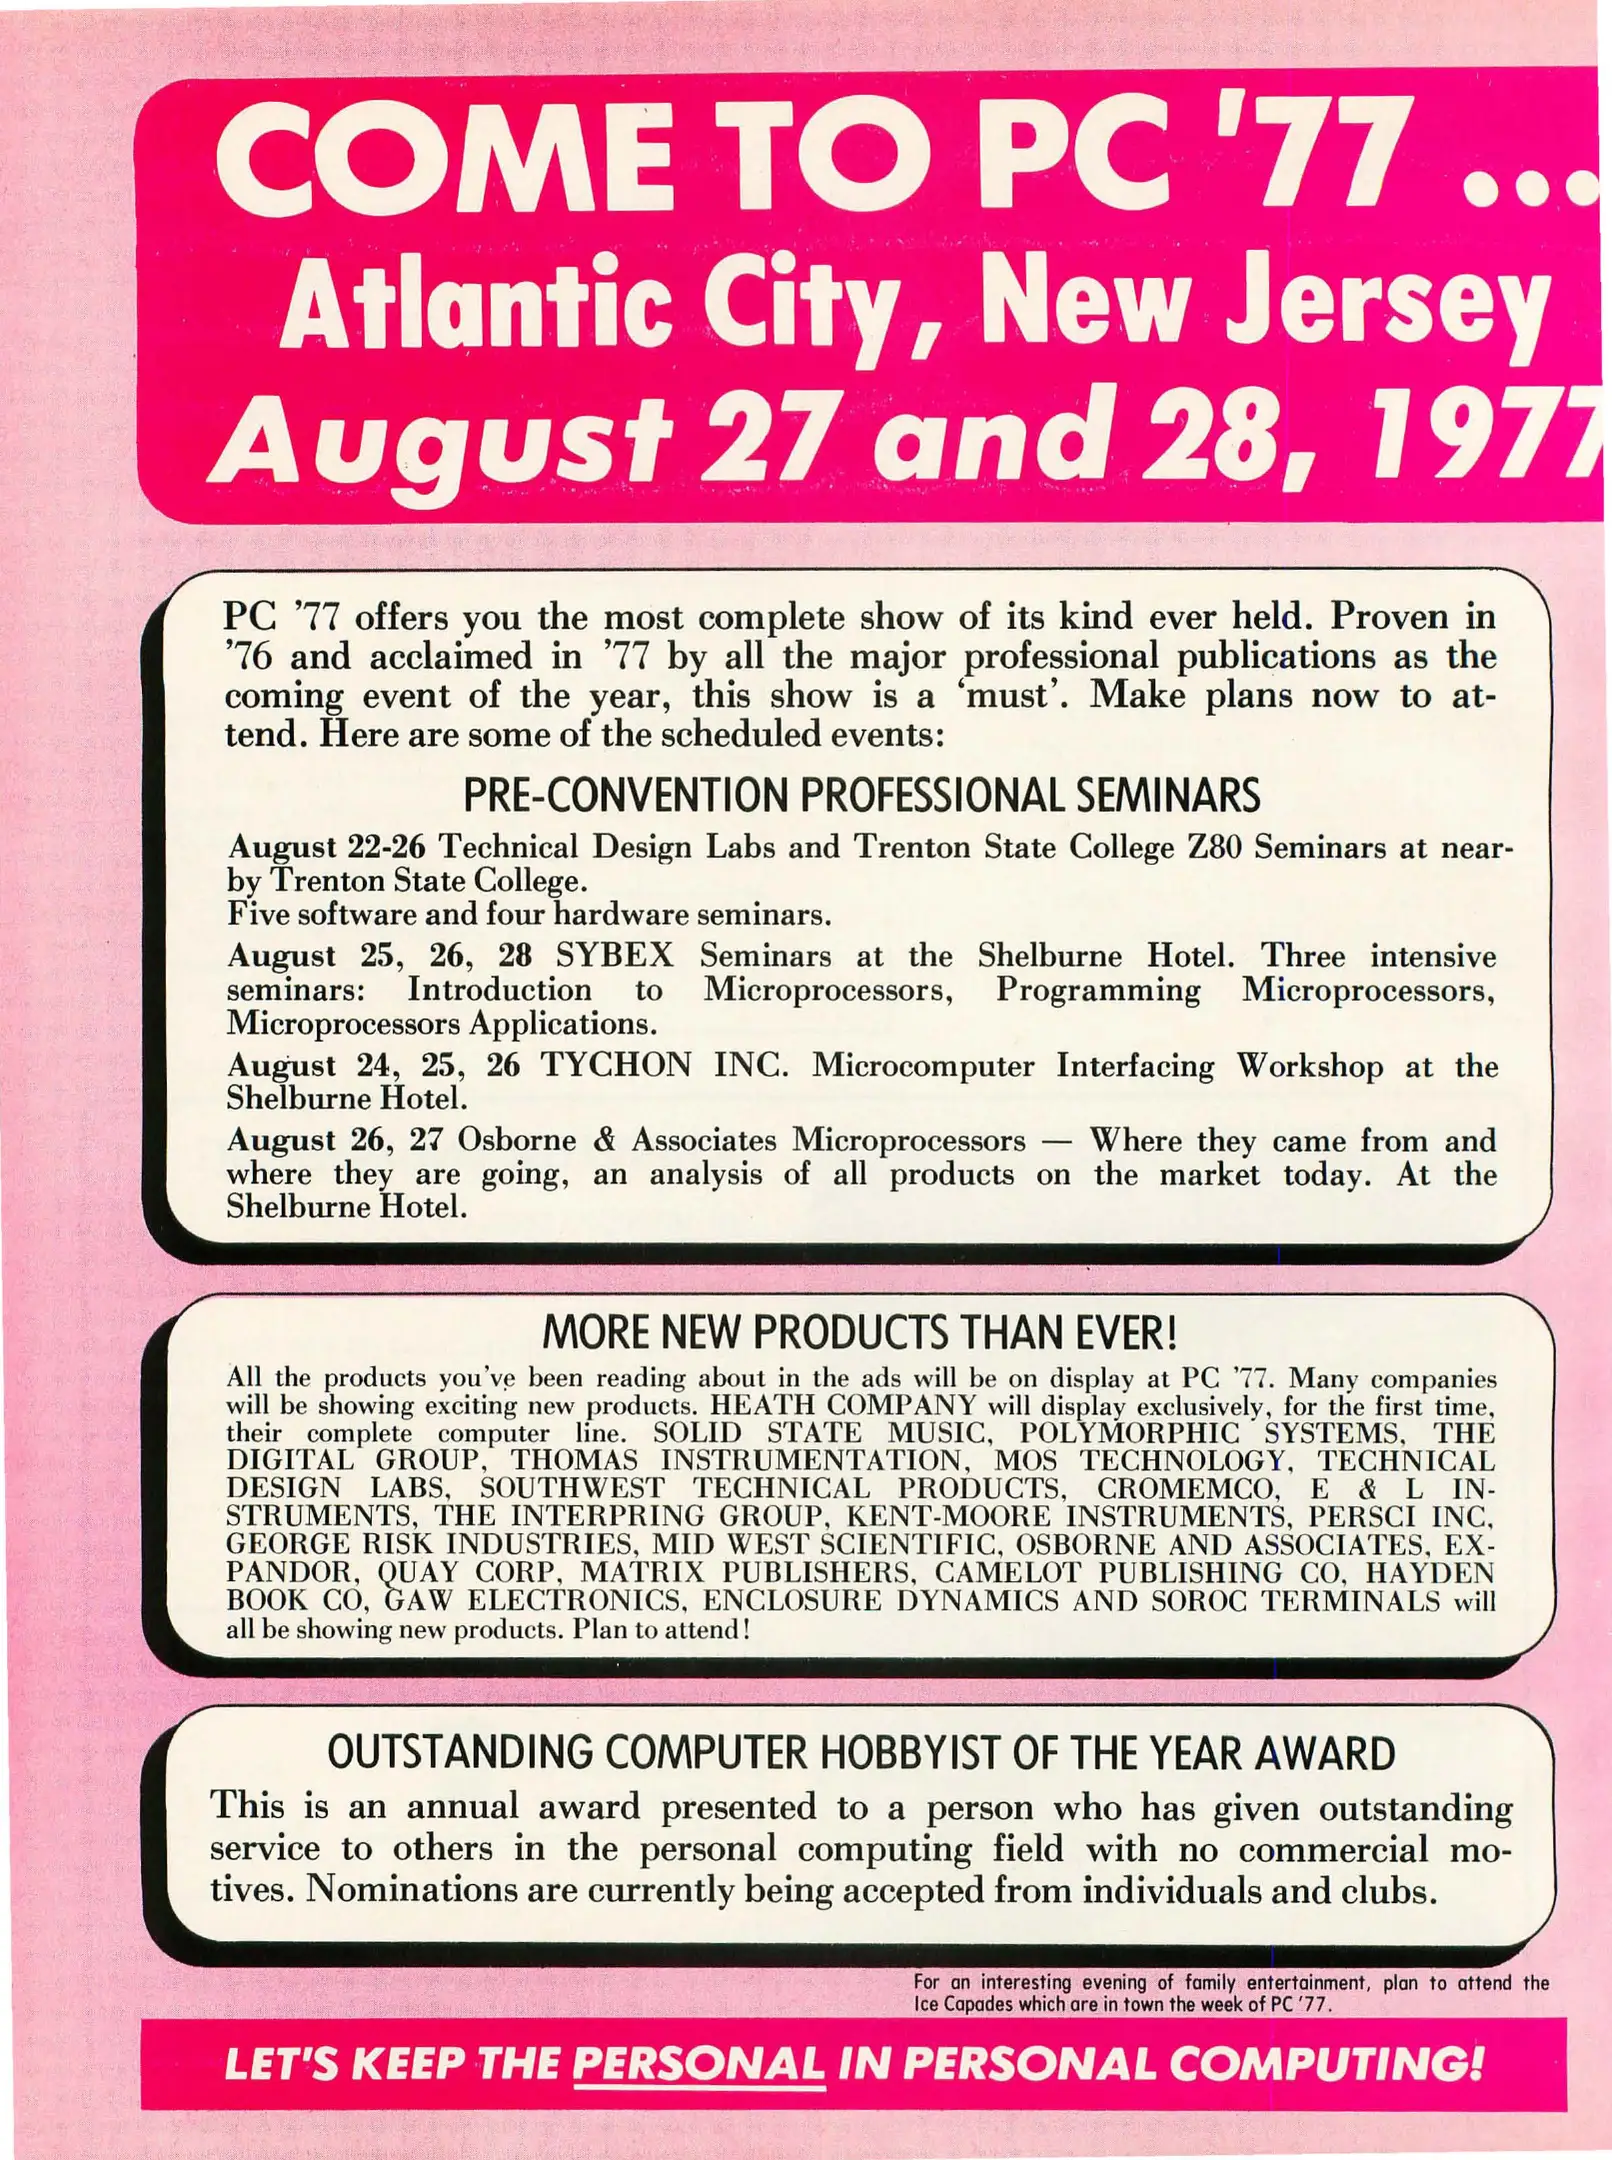 COME TO PC '77 ...
Atlantic City, New Jersey
August 27 and 28, 1977
PC '77 offers you the most complete show of its kind ever held. Proven in
'76 and acclaimed in '77 by all the major professional publications as the
coming event of the year, this show is a 'must'. Make plans now to at-
tend. Here are some of the scheduled events:
PRE-CONVENTION PROFESSIONAL SEMINARS
August 22-26 Technical Design Labs and Trenton State College Z80 Seminars at near-
by Trenton State College.
Five software and four hardware seminars.
August 25, 26, 28 SYBEX Seminars at the Shelburne Hotel. Three intensive
seminars: Introduction to Microprocessors, Programming Microprocessors,
Microprocessors Applications.
August 24, 25, 26 TYCHON INC. Microcomputer Interfacing Workshop at the
Shelburne Hotel.
August 26, 27 Osborne & Associates Microprocessors — Where they came from and
where they are going, an analysis of all products on the market today. At the
Shelburne Hotel.
MORE NEW PRODUCTS THAN EVER!
All the products you've been reading about in the ads will be on display at PC '77. Many companies
will be showing exciting new products. HEATH COMPANY will display exclusively, for the first time,
their complete computer line. SOLID STATE MUSIC, POLYMORPHIC SYSTEMS, THE
DIGITAL GROUP, THOMAS INSTRUMENTATION, MOS TECHNOLOGY, TECHNICAL
DESIGN LABS, SOUTHWEST TECHNICAL PRODUCTS, CROMEMCO, E & L IN-
STRUMENTS, THE INTERPRING GROUP, KENT-MOORE INSTRUMENTS, PERSCI INC,
GEORGE RISK INDUSTRIES, MID WEST SCIENTIFIC, OSBORNE AND ASSOCIATES, EX-
PANDOR, QUAY CORP, MATRIX PUBLISHERS, CAMELOT PUBLISHING CO, HAYDEN
BOOK CO, GAW ELECTRONICS, ENCLOSURE DYNAMICS AND SOROC TERMINALS will
all be showing new products. Plan to attend!
OUTSTANDING COMPUTER HOBBYIST OF THE YEAR AWARD
This is an annual award presented to a person who has given outstanding
service to others in the personal computing field with no commercial mo-
tives. Nominations are currently being accepted from individuals and clubs.
For an interesting evening of family entertainment, plan to attend the
Ice Capades which are in town the week of PC '77.
LET'S KEEP THE PERSONAL IN PERSONAL COMPUTING!